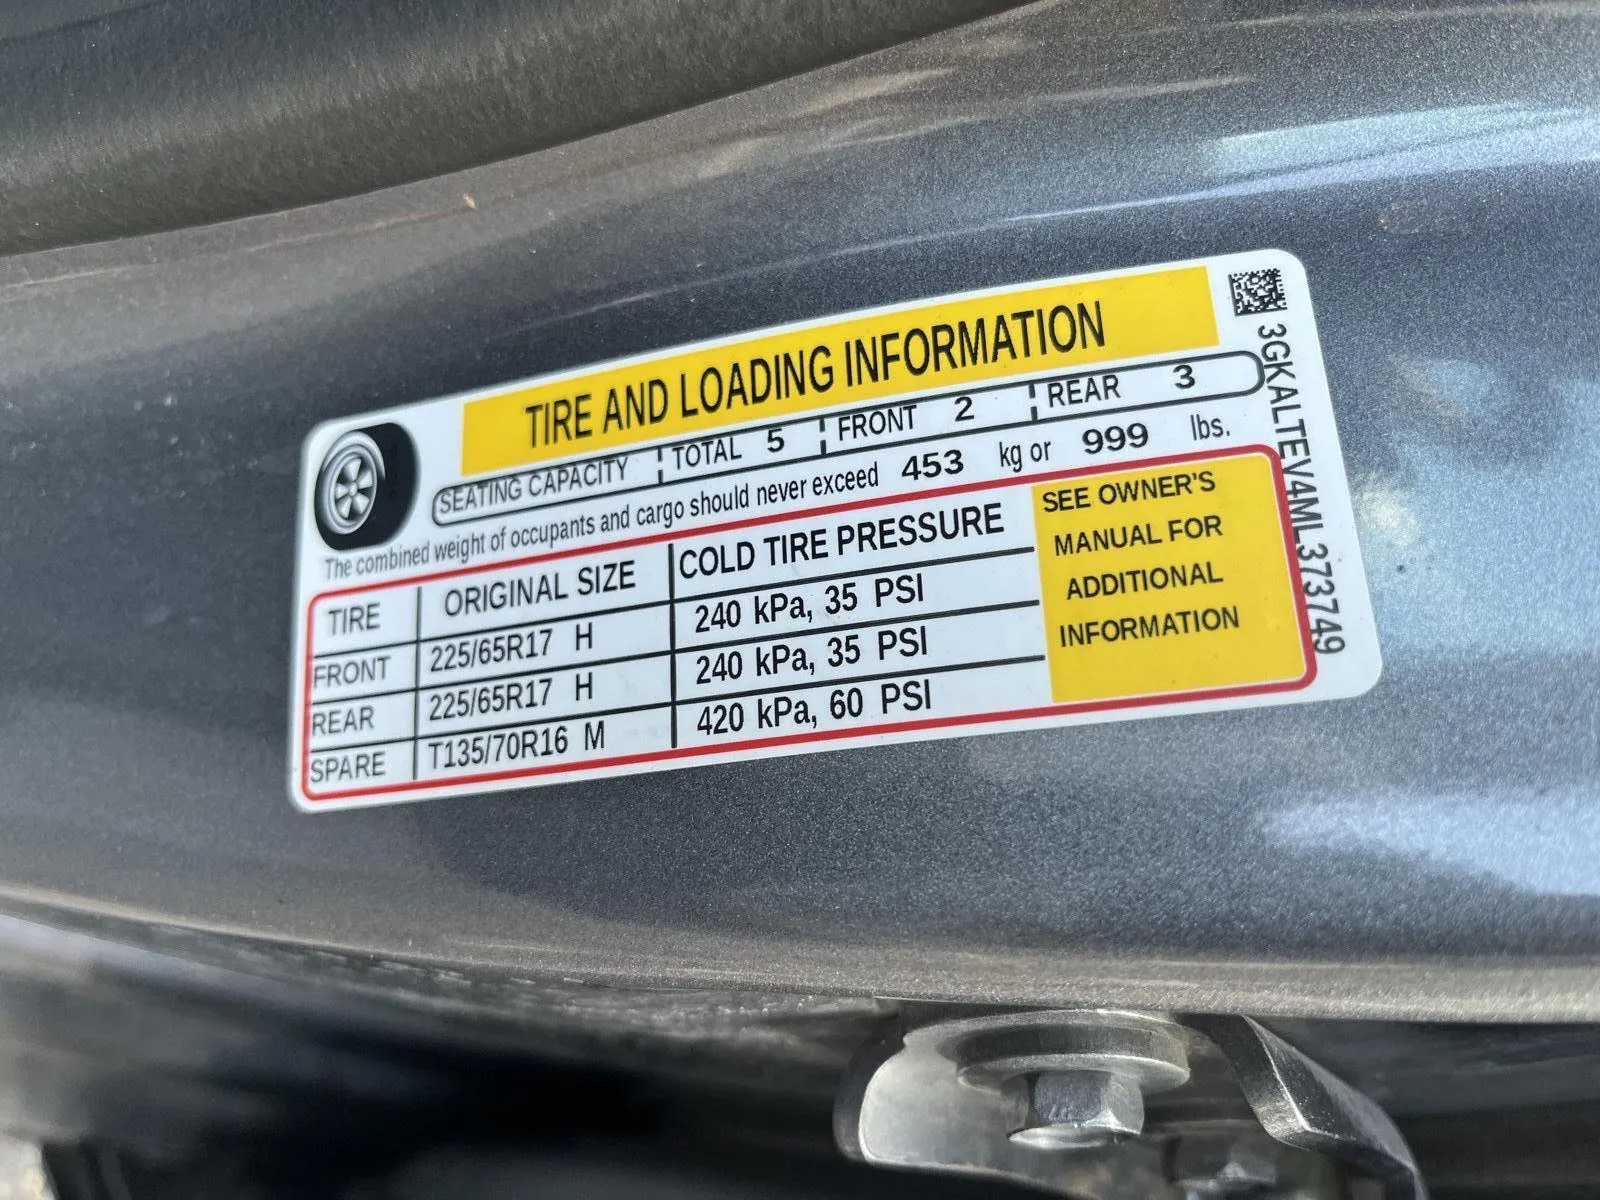 TIRE AND LOADING INFORMATION
SEATING CAPACITY TOTAL 5 FRONT 2 REAR 3
The combined weight of occupants and cargo should never exceed 453 kg or 999 lbs.
TIRE ORIGINAL SIZE COLD TIRE PRESSURE
FRONT 225/65R17 H 240 kPa, 35 PSI
REAR 225/65R17 H 240 kPa, 35 PSI
SPARE T135/70R16 M 420 kPa, 60 PSI
SEE OWNER'S
MANUAL FOR
ADDITIONAL
INFORMATION
3GKALTEV4ML373749